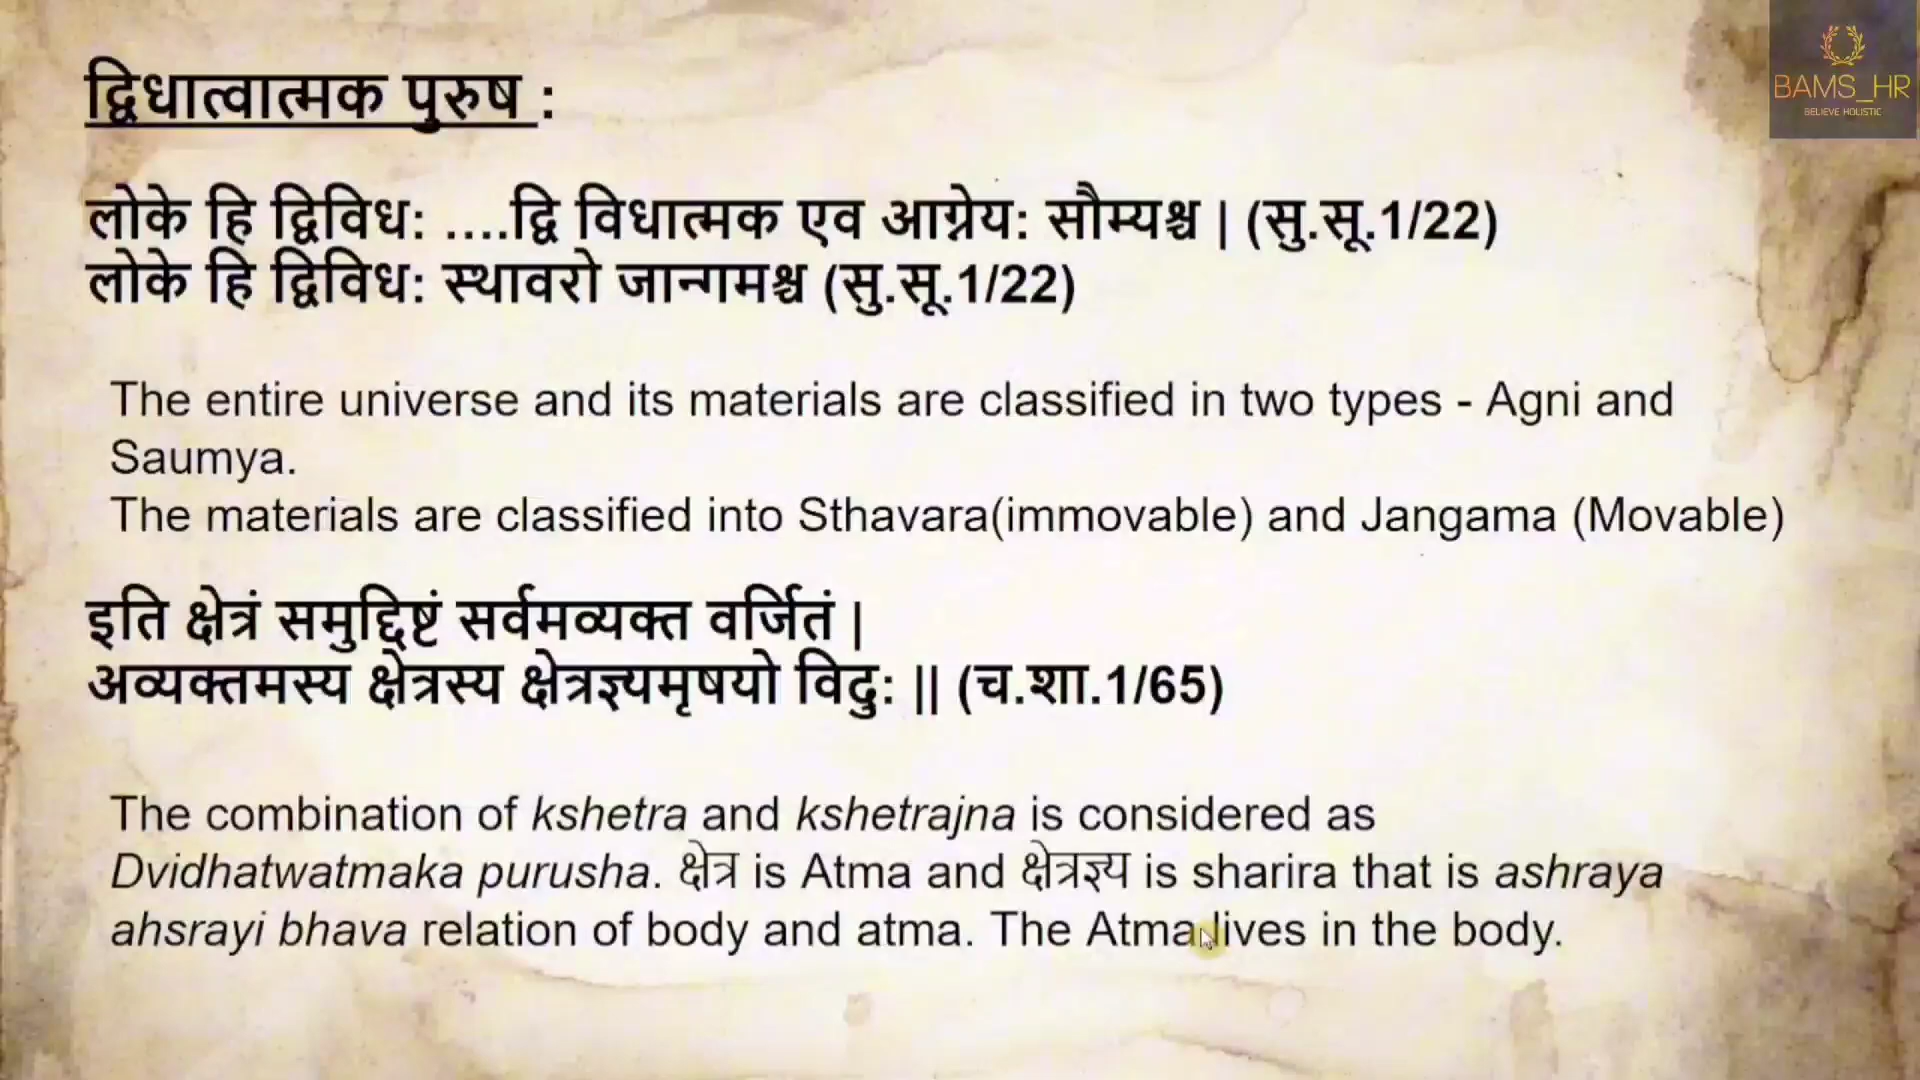 द्विधात्वात्मक पुरुष :
BAMS_HR
BELIEVE HOLISTIC
लोके हि द्विविधः ....द्वि विधात्मक एव आग्नेयः सौम्यश्च | (सु.सू.1/22)
लोके हि द्विविधः स्थावरो जान्गमश्च (सु.सू.1/22)
The entire universe and its materials are classified in two types - Agni and
Saumya.
The materials are classified into Sthavara(immovable) and Jangama (Movable)
इति क्षेत्रं समुद्दिष्टं सर्वमव्यक्त वर्जितं |
अव्यक्तमस्य क्षेत्रस्य क्षेत्रज्ञ्यमृषयो विदुः || (च.शा.1/65)
The combination of kshetra and kshetrajna is considered as
Dvidhatwatmaka purusha. क्षेत्र is Atma and क्षेत्रज्ञ्य is sharira that is ashraya
ahsrayi bhava relation of body and atma. The Atma lives in the body.